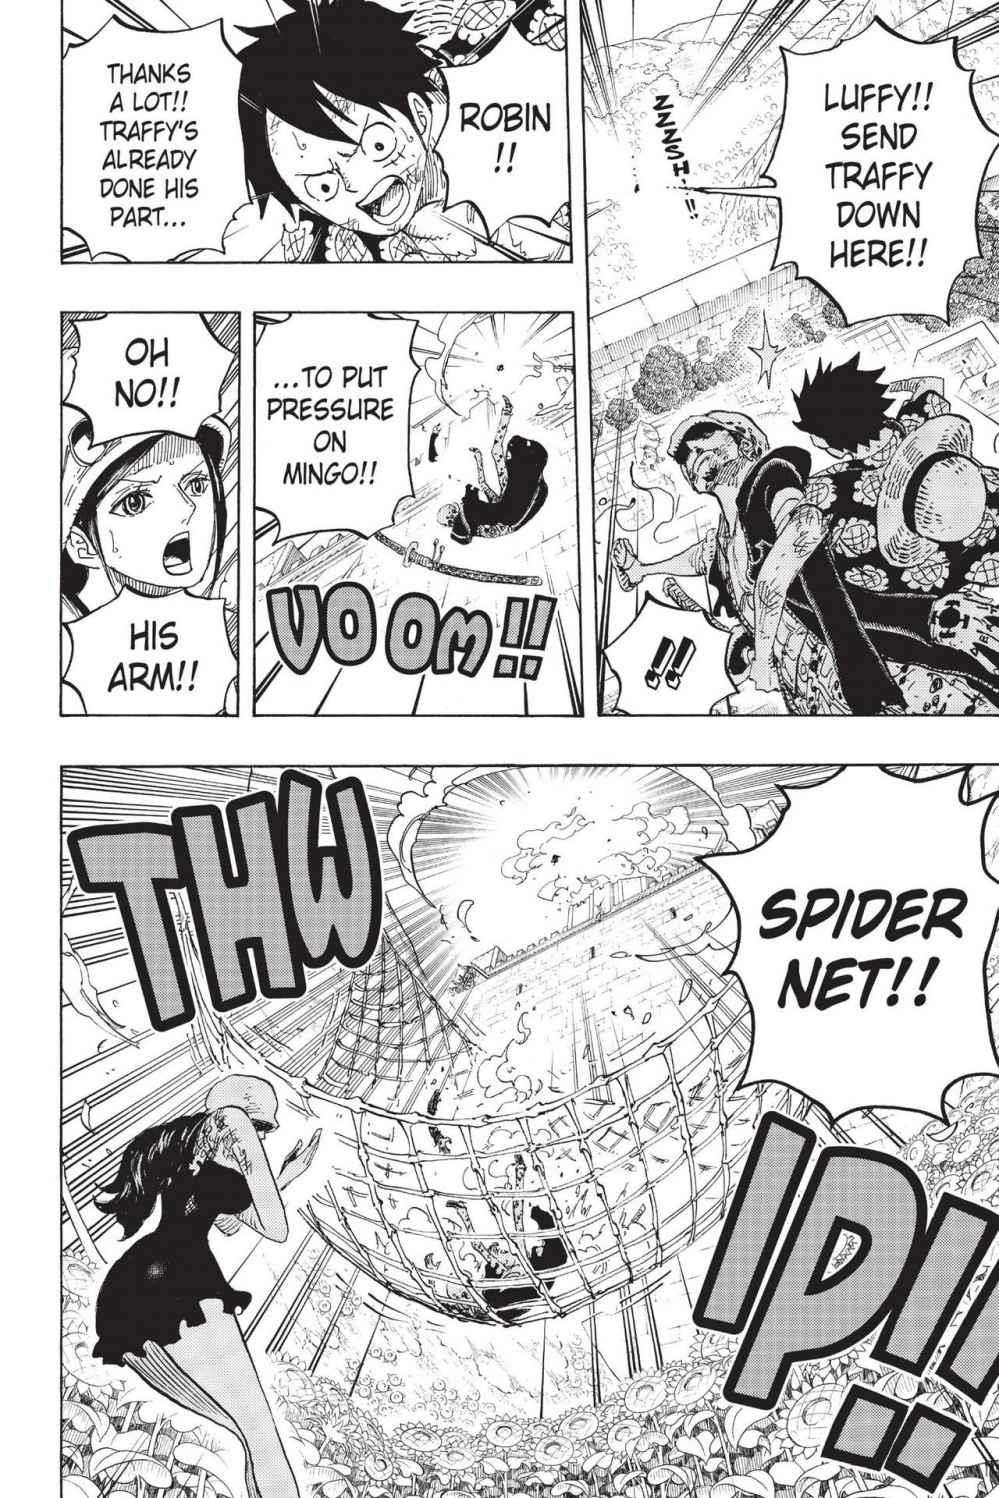 LUFFY!!
SEND
TRAFFY
DOWN
HERE!!
ZZZSH..!!
!!
ROBIN
!!
THANKS
A LOT!!
TRAFFY'S
ALREADY
DONE HIS
PART...
...TO PUT
PRESSURE
ON
MINGO!!
VOOM!!
OH
NO!!
HIS
ARM!!
SPIDER
NET!!
THW
IP!!